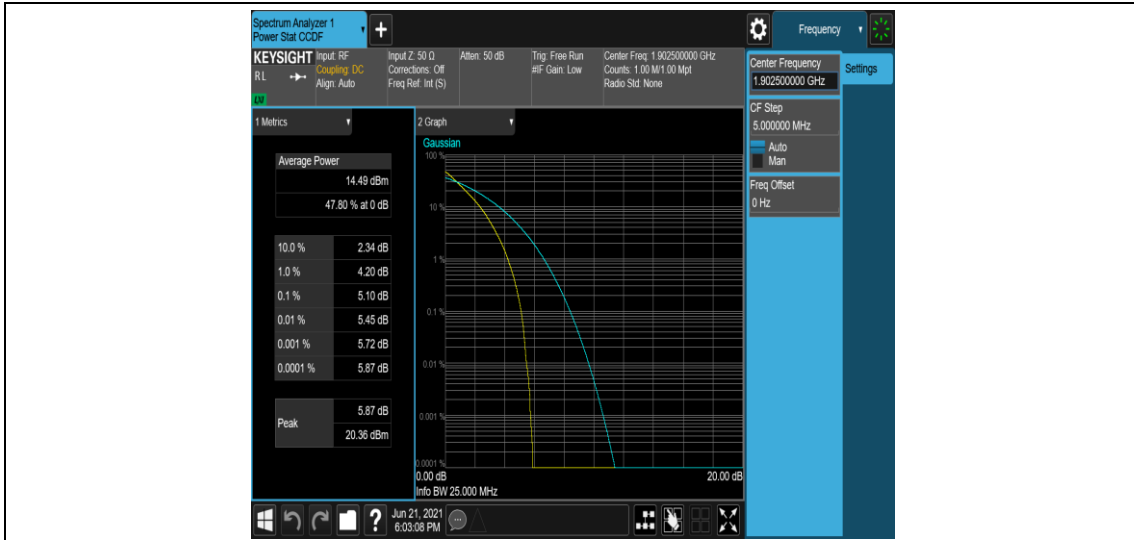 Spectrum Analyzer 1
Power Stat CCDF
+
Frequency
KEYSIGHT
RL
LXI
Input: RF
Coupling: DC
Align: Auto
Input Z: 50 Ω
Corrections: Off
Freq Ref: Int (S)
Atten: 50 dB
Trig: Free Run
#IF Gain: Low
Center Freq: 1.902500000 GHz
Counts: 1.00 M/1.00 Mpt
Radio Std: None
Center Frequency
1.902500000 GHz
Settings
CF Step
5.000000 MHz
Auto
Man
Freq Offset
0 Hz
1 Metrics
Average Power
14.49 dBm
47.80 % at 0 dB
10.0 % 2.34 dB
1.0 % 4.20 dB
0.1 % 5.10 dB
0.01 % 5.45 dB
0.001 % 5.72 dB
0.0001 % 5.87 dB
Peak
5.87 dB
20.36 dBm
2 Graph
Gaussian
100 %
10 %
1 %
0.1 %
0.01 %
0.001 %
0.0001 %
0.00 dB 20.00 dB
Info BW 25.000 MHz
?
Jun 21, 2021
6:03:08 PM